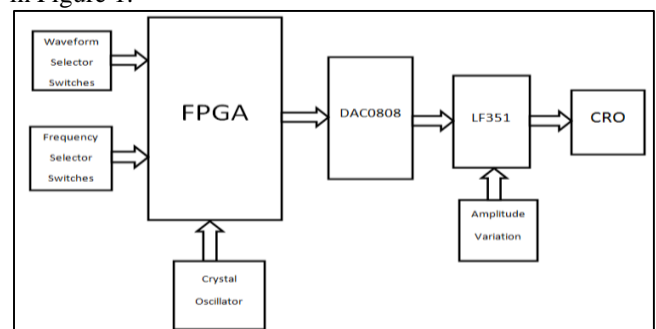 in Figure 1.
Waveform
Selector
Switches
FPGA
DAC0808
LF351
CRO
Frequency
Selector
Switches
Amplitude
Variation
Crystal
Oscillator